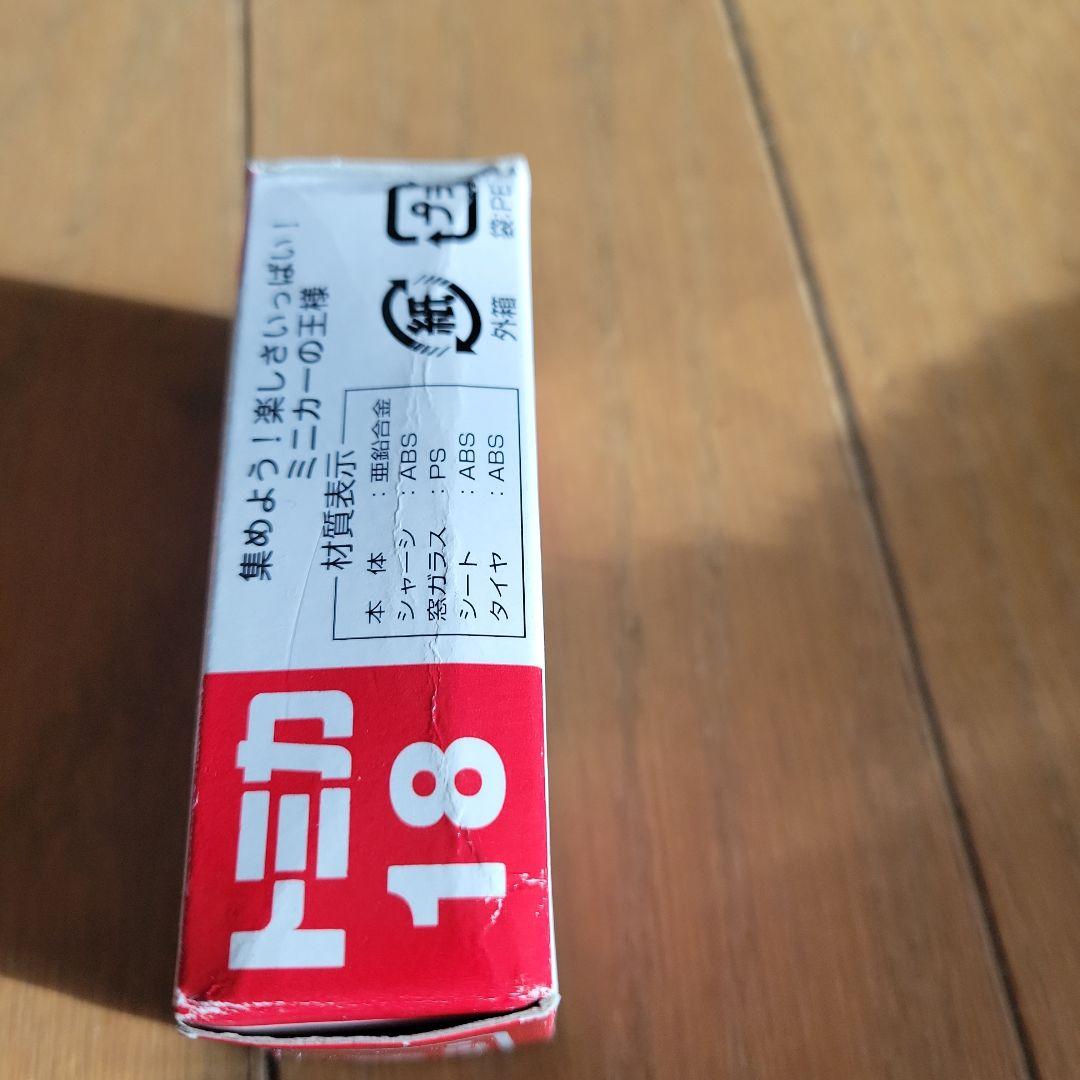 集めよう!楽しさいっぱい!
ミニカーの王様
材質表示
本 体 :亜鉛合金
シャーシ :ABS
窓ガラス :PS
シート :ABS
タイヤ :ABS
紙
外箱
プラ
袋:PE
トミカ
18